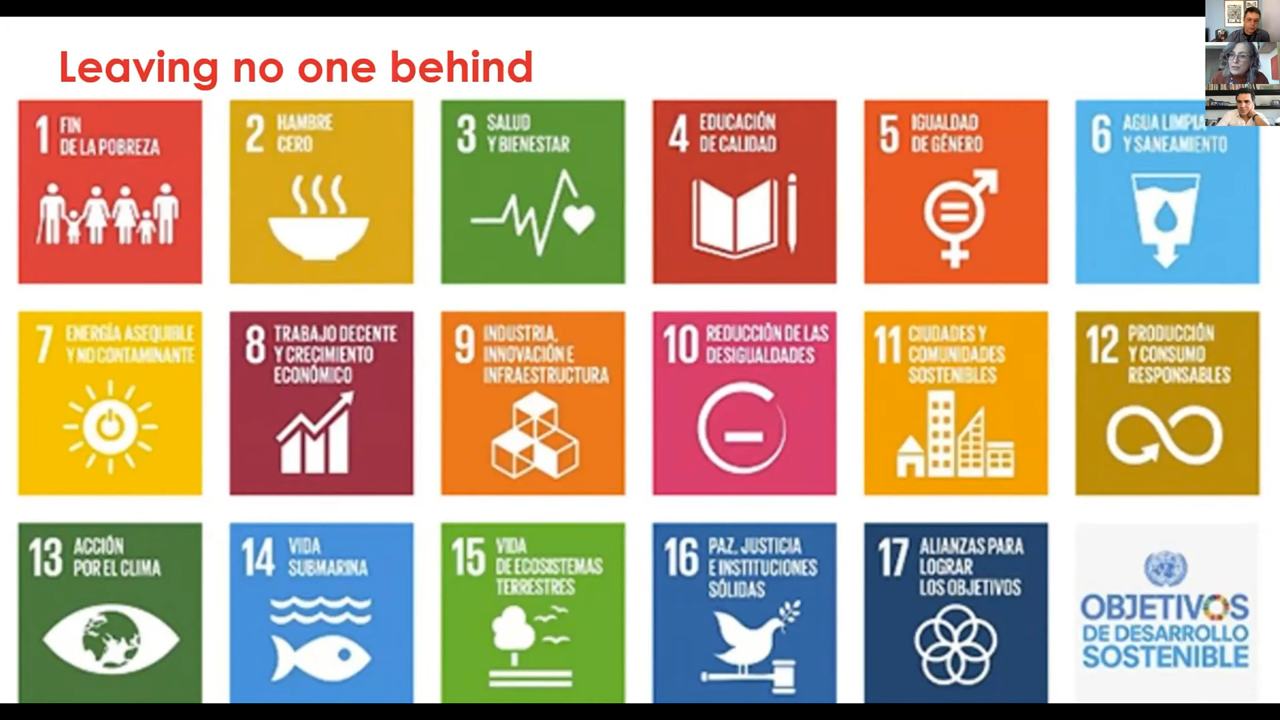 Leaving no one behind
1 FIN
DE LA POBREZA
2 HAMBRE
CERO
3 SALUD
Y BIENESTAR
4 EDUCACIÓN
DE CALIDAD
5 IGUALDAD
DE GÉNERO
6 AGUA LIMPIA
Y SANEAMIENTO
7 ENERGÍA ASEQUIBLE
Y NO CONTAMINANTE
8 TRABAJO DECENTE
Y CRECIMIENTO
ECONÓMICO
9 INDUSTRIA,
INNOVACIÓN E
INFRAESTRUCTURA
10 REDUCCIÓN DE LAS
DESIGUALDADES
11 CIUDADES Y
COMUNIDADES
SOSTENIBLES
12 PRODUCCIÓN
Y CONSUMO
RESPONSABLES
13 ACCIÓN
POR EL CLIMA
14 VIDA
SUBMARINA
15 VIDA
DE ECOSISTEMAS
TERRESTRES
16 PAZ, JUSTICIA
E INSTITUCIONES
SÓLIDAS
17 ALIANZAS PARA
LOGRAR
LOS OBJETIVOS
OBJETIVOS
DE DESARROLLO
SOSTENIBLE